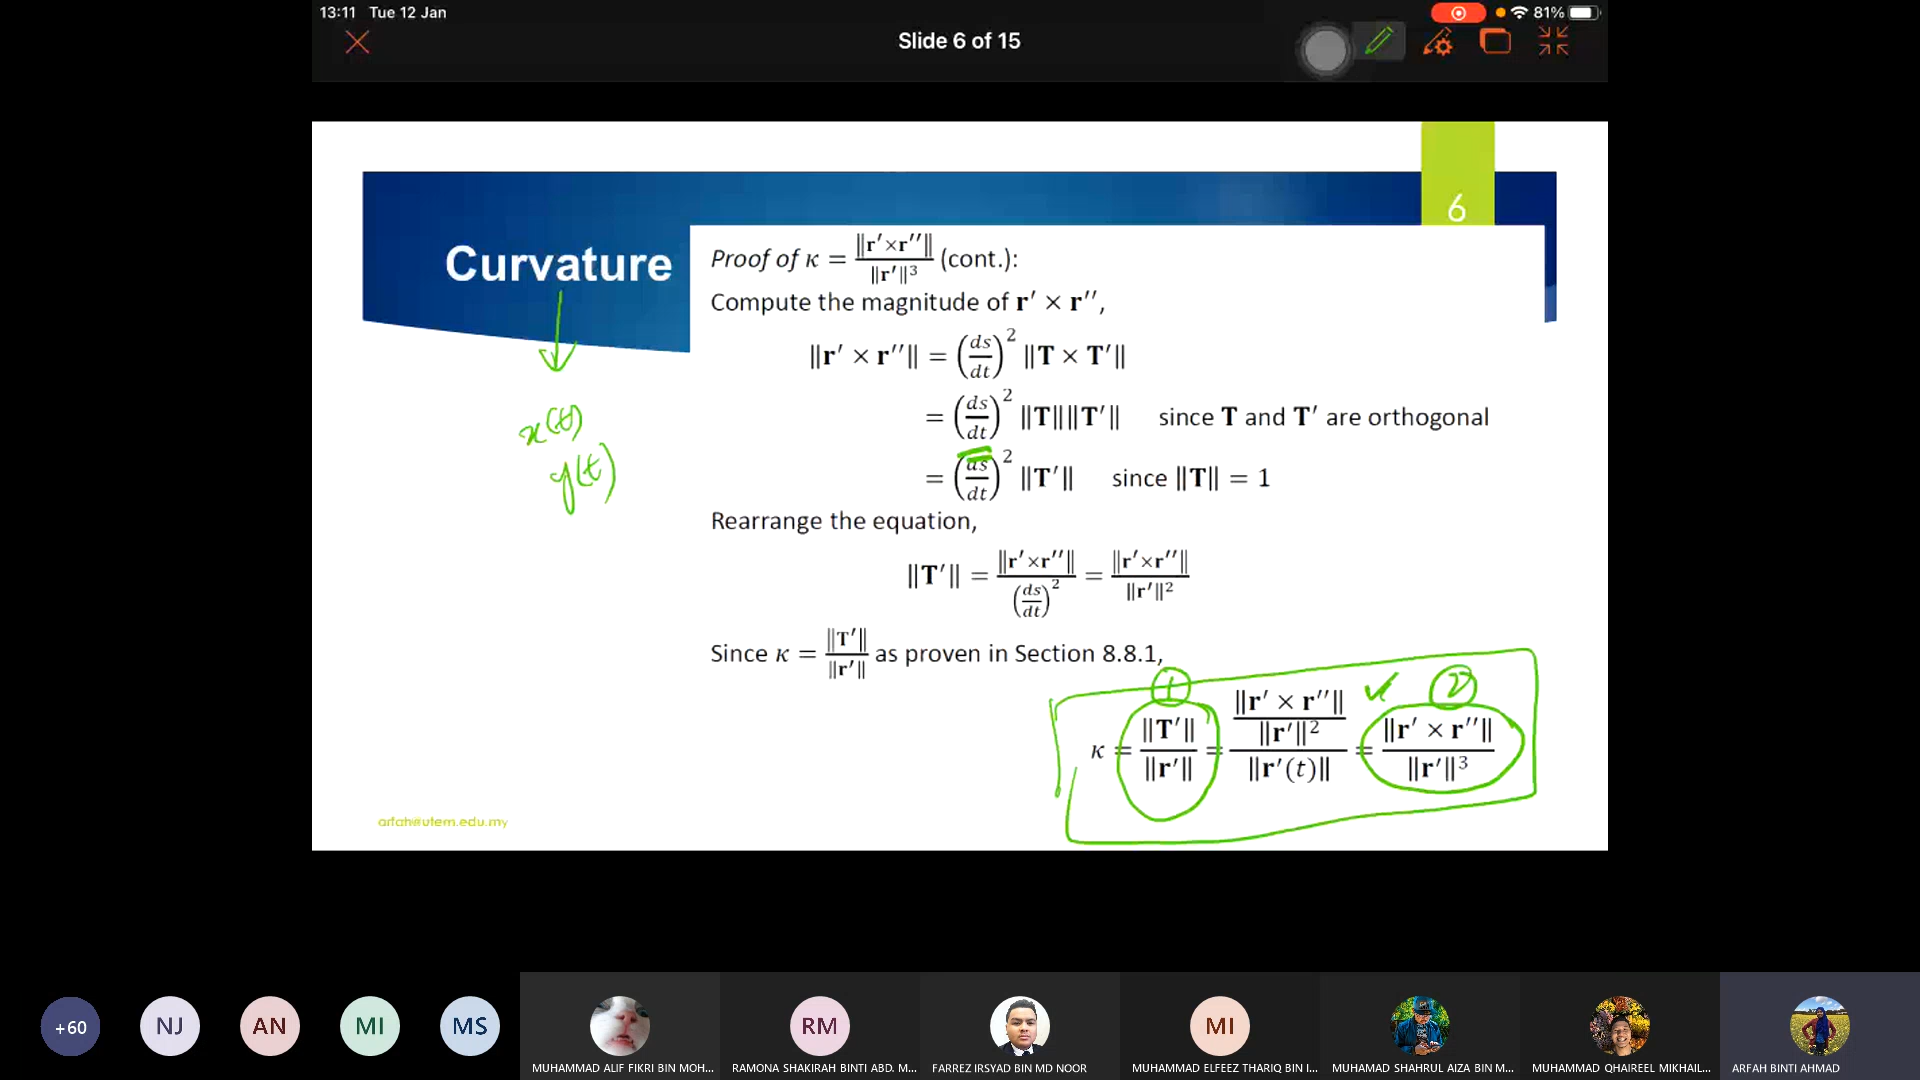 13:11 Tue 12 Jan
81%
Slide 6 of 15
6
Curvature
x(t)
y(t)
Proof of κ = ‖r′×r′′‖ / ‖r′‖³ (cont.):
Compute the magnitude of r′ × r′′,
‖r′ × r′′‖ = (ds/dt)² ‖T × T′‖
= (ds/dt)² ‖T‖‖T′‖ since T and T′ are orthogonal
= (ds/dt)² ‖T′‖ since ‖T‖ = 1
Rearrange the equation,
‖T′‖ = ‖r′×r′′‖ / (ds/dt)² = ‖r′×r′′‖ / ‖r′‖²
Since κ = ‖T′‖ / ‖r′‖ as proven in Section 8.8.1,
1 2
κ = ‖T′‖ / ‖r′‖ = (‖r′ × r′′‖ / ‖r′‖²) / ‖r′(t)‖ = ‖r′ × r′′‖ / ‖r′‖³
arfah@utem.edu.my
+60
NJ
AN
MI
MS
RM
MI
MUHAMMAD ALIF FIKRI BIN MOH...
RAMONA SHAKIRAH BINTI ABD. M...
FARREZ IRSYAD BIN MD NOOR
MUHAMMAD ELFEEZ THARIQ BIN I...
MUHAMAD SHAHRUL AIZA BIN M...
MUHAMMAD QHAIREEL MIKHAIL...
ARFAH BINTI AHMAD